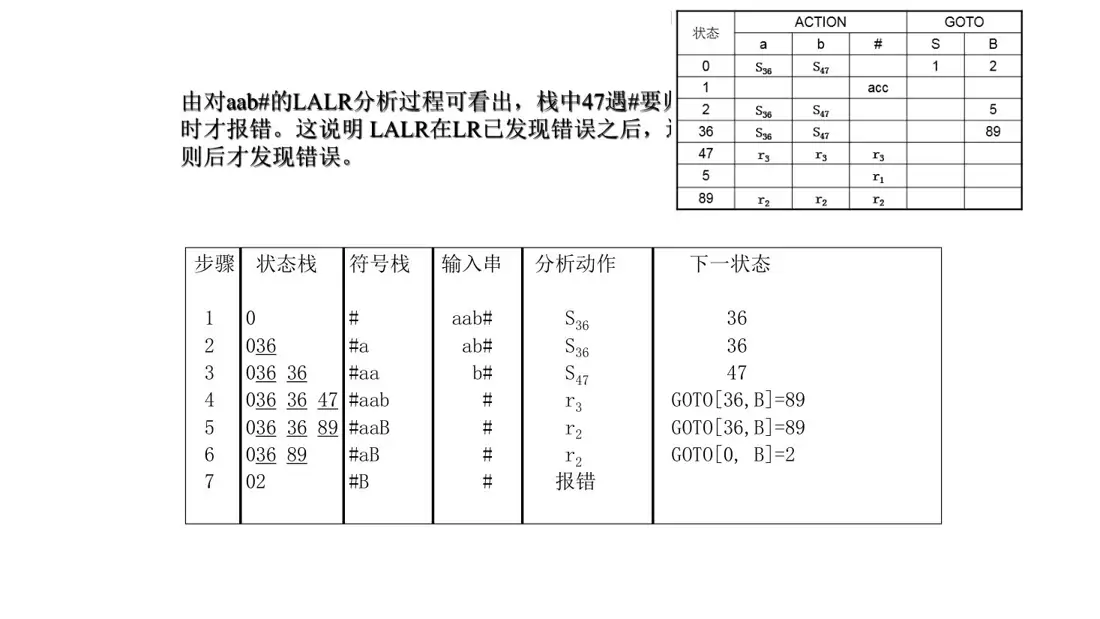 状态 ACTION GOTO
a b # S B
0 S36 S47 1 2
1 acc
2 S36 S47 5
36 S36 S47 89
47 r3 r3 r3
5 r1
89 r2 r2 r2
由对aab#的LALR分析过程可看出，栈中47遇#要
时才报错。这说明 LALR在LR已发现错误之后，
则后才发现错误。
步骤 状态栈 符号栈 输入串 分析动作 下一状态
1 0 # aab# S36 36
2 036 #a ab# S36 36
3 036 36 #aa b# S47 47
4 036 36 47 #aab # r3 GOTO[36,B]=89
5 036 36 89 #aaB # r2 GOTO[36,B]=89
6 036 89 #aB # r2 GOTO[0, B]=2
7 02 #B # 报错